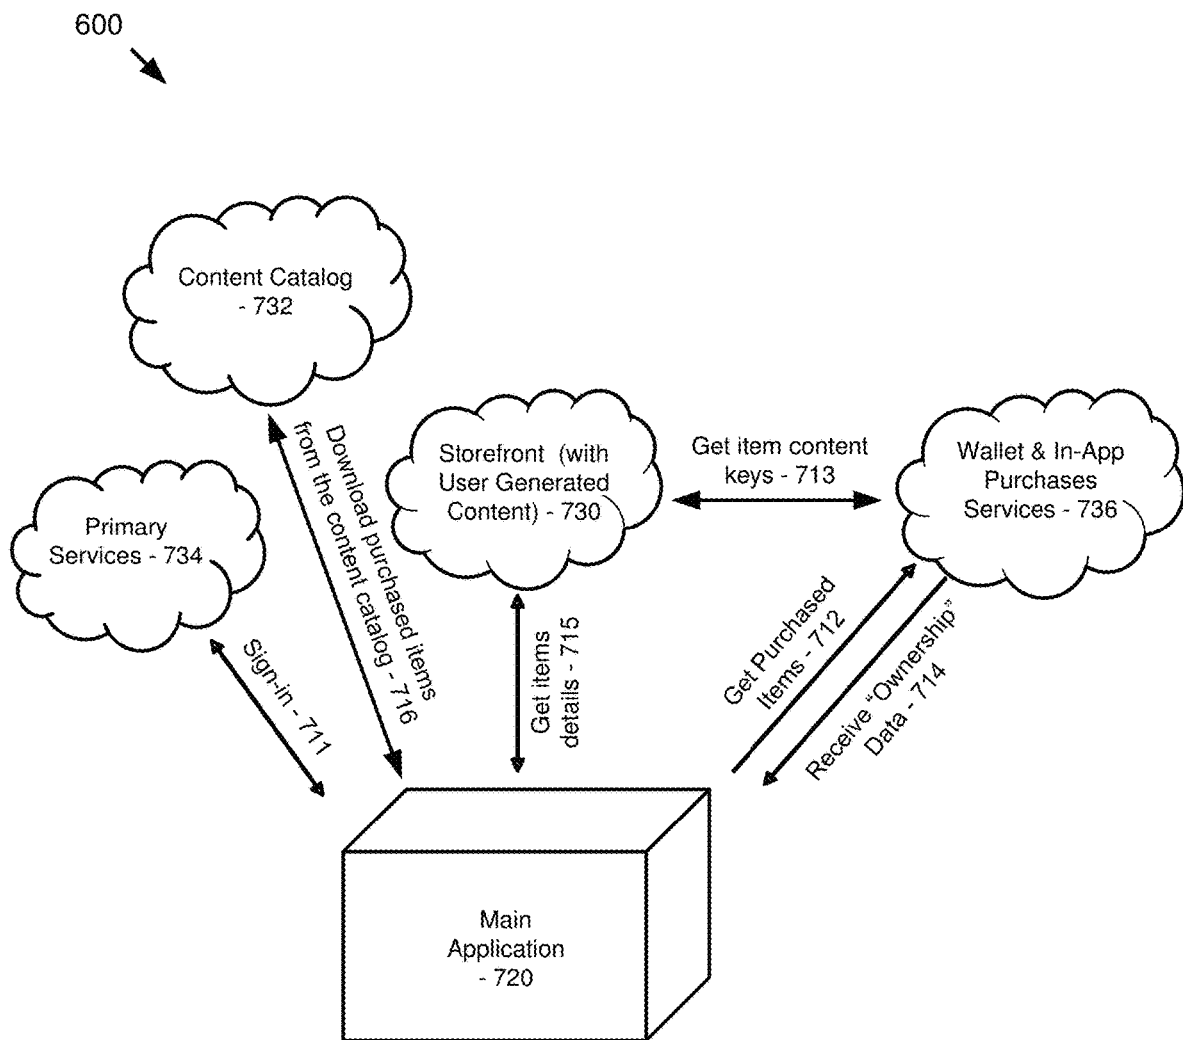 600
Content Catalog
- 732
Primary
Services - 734
Storefront (with
User Generated
Content) - 730
Get item content
keys - 713
Wallet & In-App
Purchases
Services - 736
Sign-in - 711
Download purchased items
from the content catalog - 716
Get items
details - 715
Get Purchased
Items - 712
Receive “Ownership”
Data - 714
Main
Application
- 720